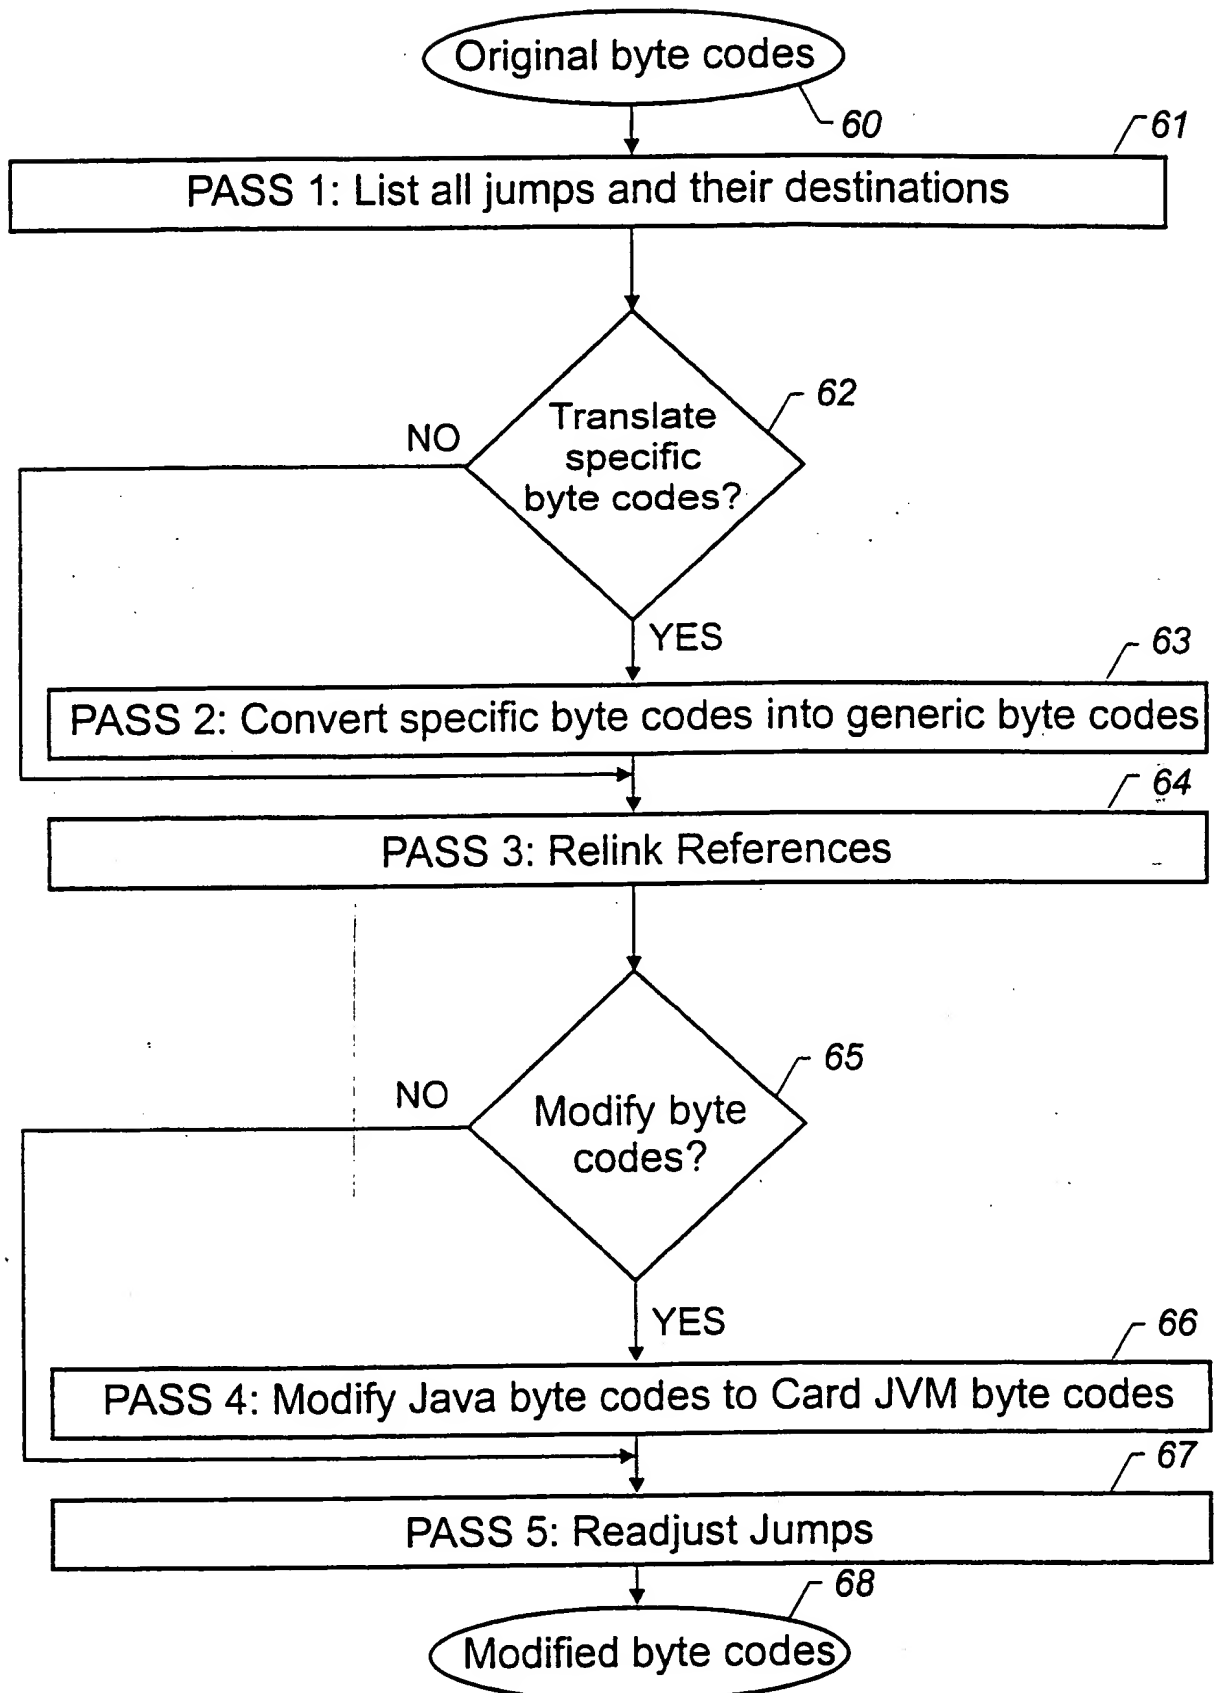 Original byte codes
60
61
PASS 1: List all jumps and their destinations
62
Translate
specific
byte codes?
NO
YES
63
PASS 2: Convert specific byte codes into generic byte codes
64
PASS 3: Relink References
65
Modify byte
codes?
NO
YES
66
PASS 4: Modify Java byte codes to Card JVM byte codes
67
PASS 5: Readjust Jumps
68
Modified byte codes